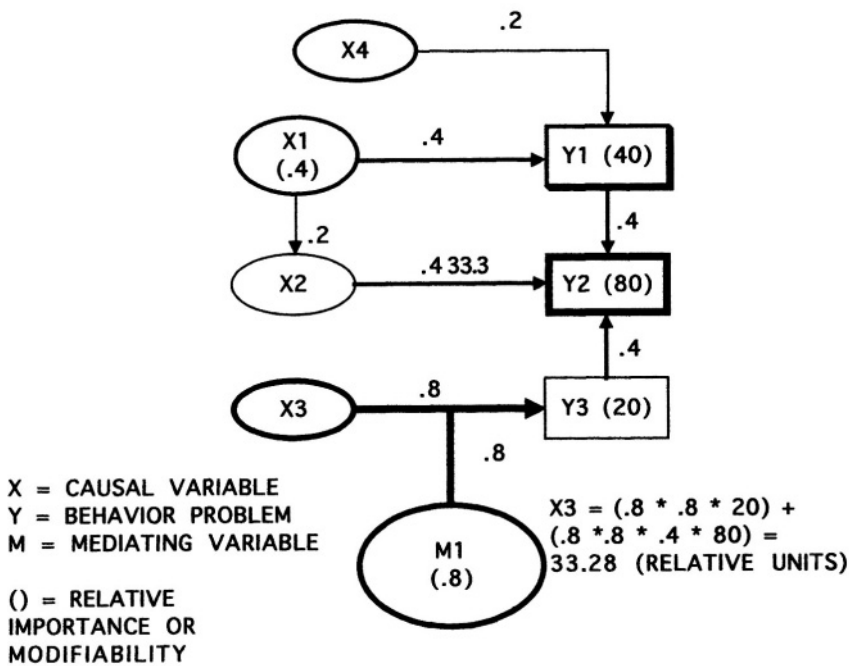 .2
X4
X1
(.4)
.4
Y1 (40)
.2
.4
X2
.4 33.3
Y2 (80)
.4
X3
.8
Y3 (20)
.8
X = CAUSAL VARIABLE
Y = BEHAVIOR PROBLEM
M = MEDIATING VARIABLE
() = RELATIVE
IMPORTANCE OR
MODIFIABILITY
M1
(.8)
X3 = (.8 * .8 * 20) +
(.8 *.8 * .4 * 80) =
33.28 (RELATIVE UNITS)